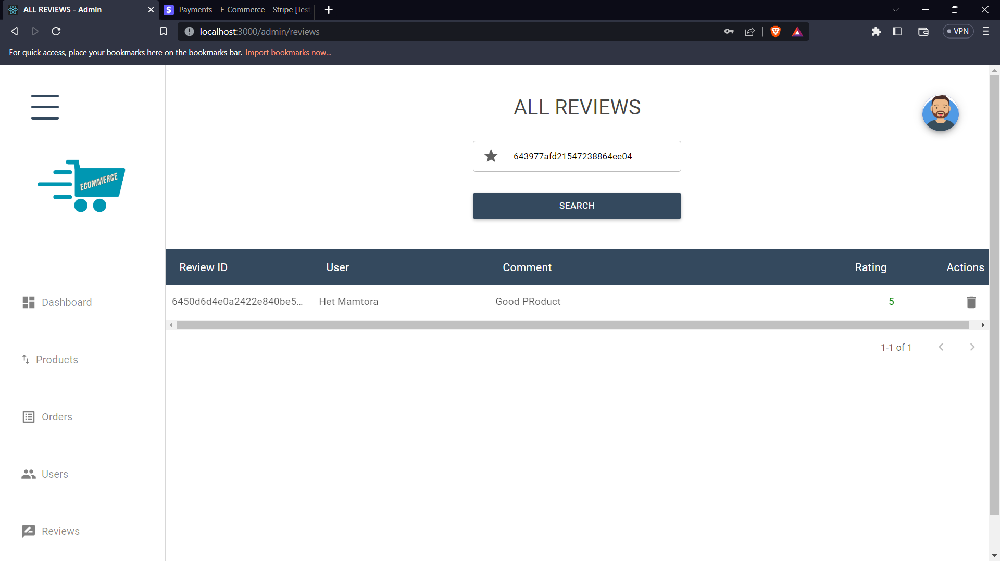 ALL REVIEWS - Admin
S Payments – E-Commerce – Stripe [Test
localhost:3000/admin/reviews
VPN
For quick access, place your bookmarks here on the bookmarks bar. Import bookmarks now...
ALL REVIEWS
643977afd21547238864ee04
SEARCH
ECOMMERCE
Review ID User Comment Rating Actions
6450d6d4e0a2422e840be5... Het Mamtora Good PRoduct 5
1-1 of 1
Dashboard
Products
Orders
Users
Reviews